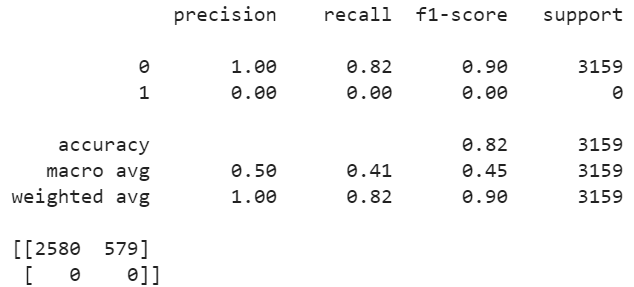 precision recall f1-score support
0 1.00 0.82 0.90 3159
1 0.00 0.00 0.00 0
accuracy 0.82 3159
macro avg 0.50 0.41 0.45 3159
weighted avg 1.00 0.82 0.90 3159
[[2580 579]
[ 0 0]]